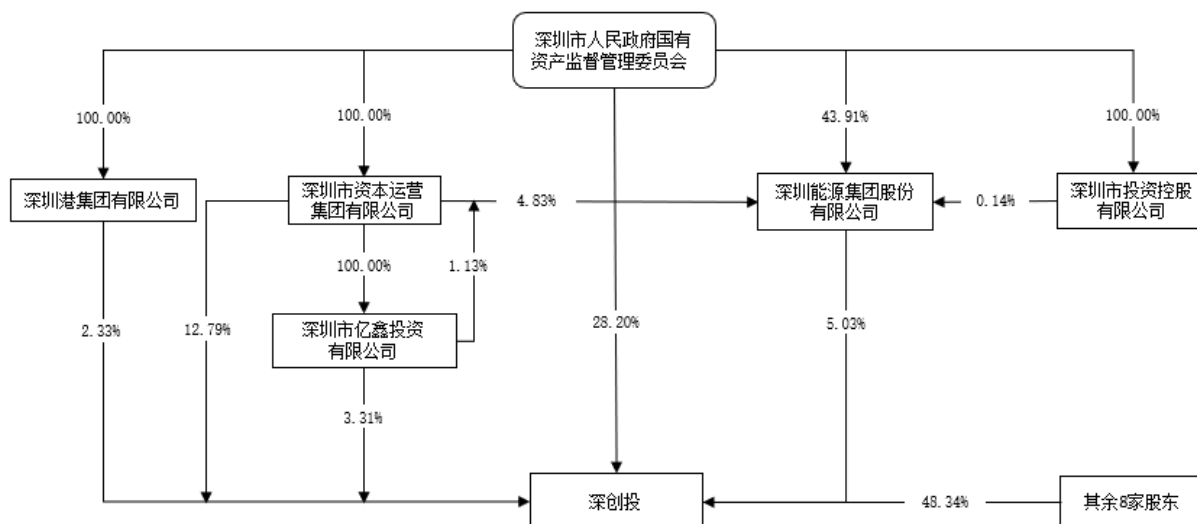 深圳市人民政府国有
资产监督管理委员会
100.00%
100.00%
43.91%
100.00%
深圳港集团有限公司
深圳市资本运营
集团有限公司
4.83%
深圳能源集团股份
有限公司
0.14%
深圳市投资控股
有限公司
100.00%
1.13%
2.33%
12.79%
深圳市亿鑫投资
有限公司
28.20%
5.03%
3.31%
深创投
48.34%
其余8家股东